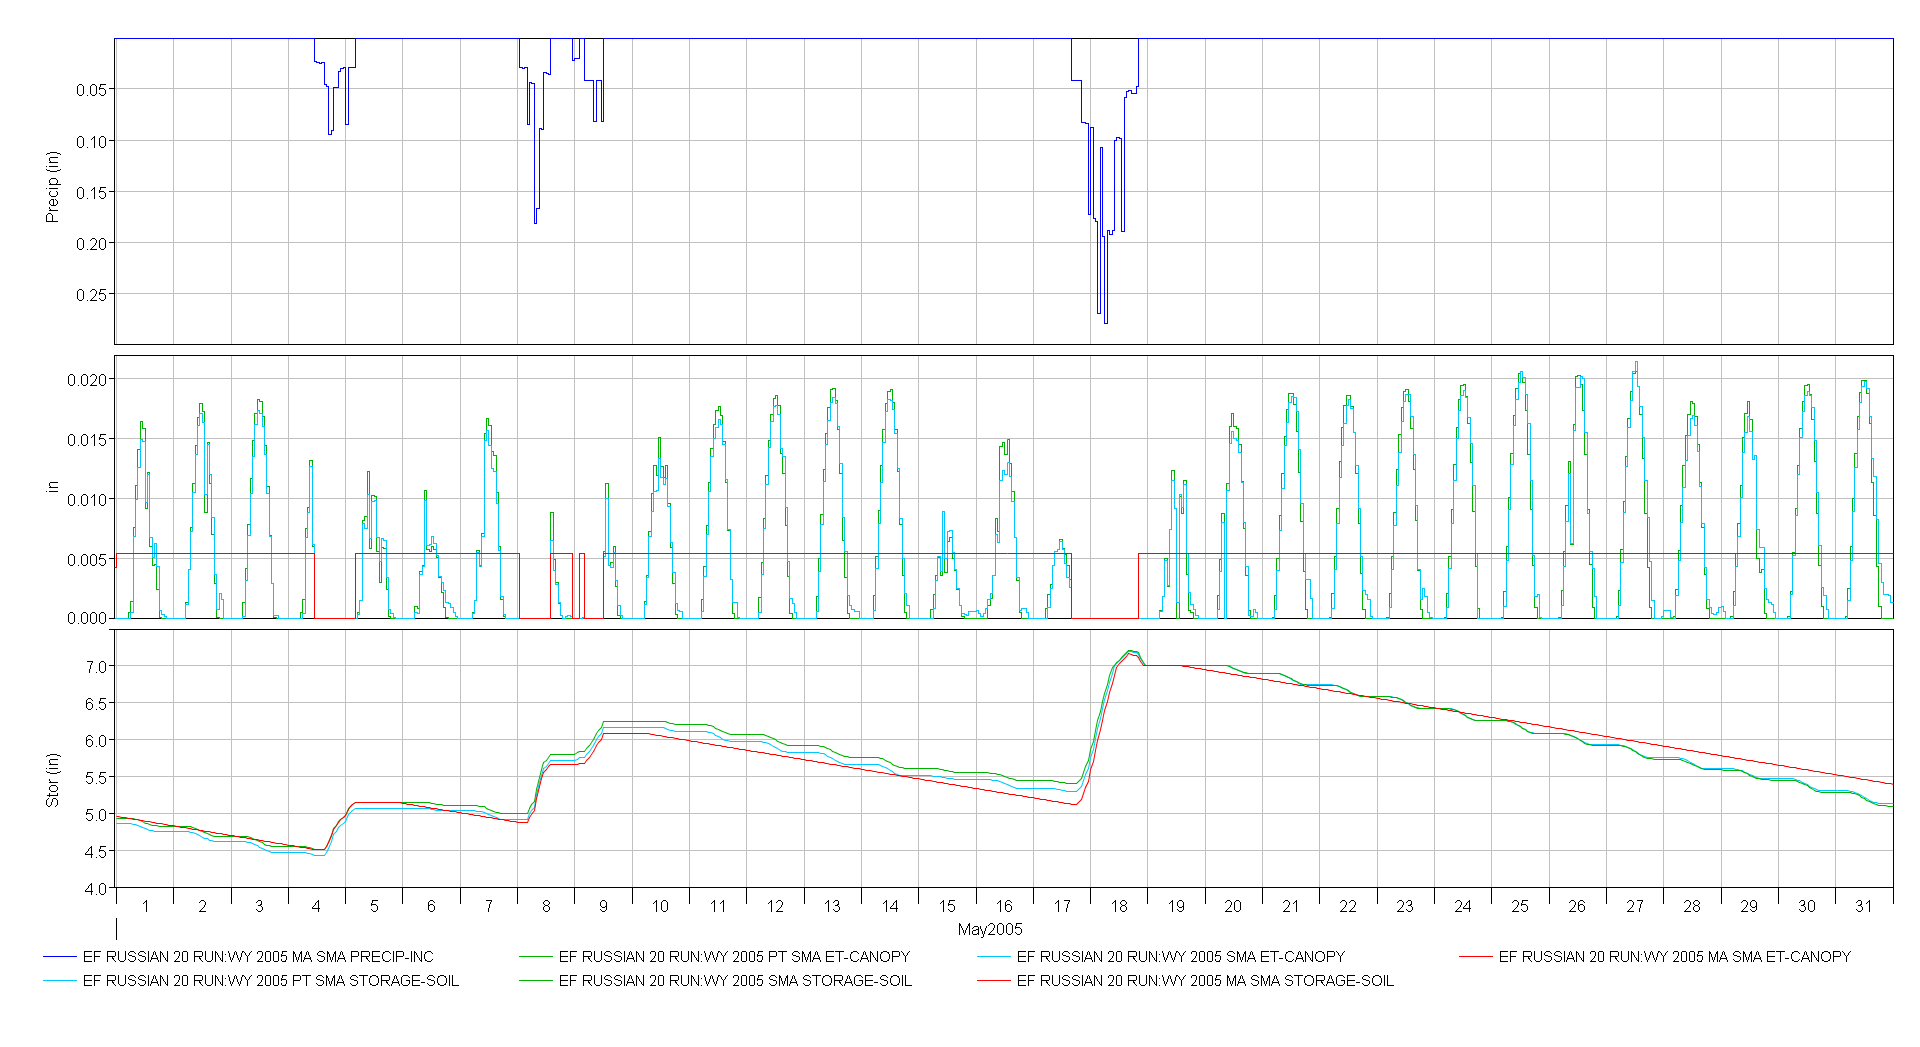 0.05
0.10
0.15
0.20
0.25
Precip (in)
0.020
0.015
0.010
0.005
0.000
in
7.0
6.5
6.0
5.5
5.0
4.5
4.0
Stor (in)
1 2 3 4 5 6 7 8 9 10 11 12 13 14 15 16 17 18 19 20 21 22 23 24 25 26 27 28 29 30 31
May2005
EF RUSSIAN 20 RUN:WY 2005 MA SMA PRECIP-INC EF RUSSIAN 20 RUN:WY 2005 PT SMA ET-CANOPY EF RUSSIAN 20 RUN:WY 2005 SMA ET-CANOPY EF RUSSIAN 20 RUN:WY 2005 MA SMA ET-CANOPY
EF RUSSIAN 20 RUN:WY 2005 PT SMA STORAGE-SOIL EF RUSSIAN 20 RUN:WY 2005 SMA STORAGE-SOIL EF RUSSIAN 20 RUN:WY 2005 MA SMA STORAGE-SOIL